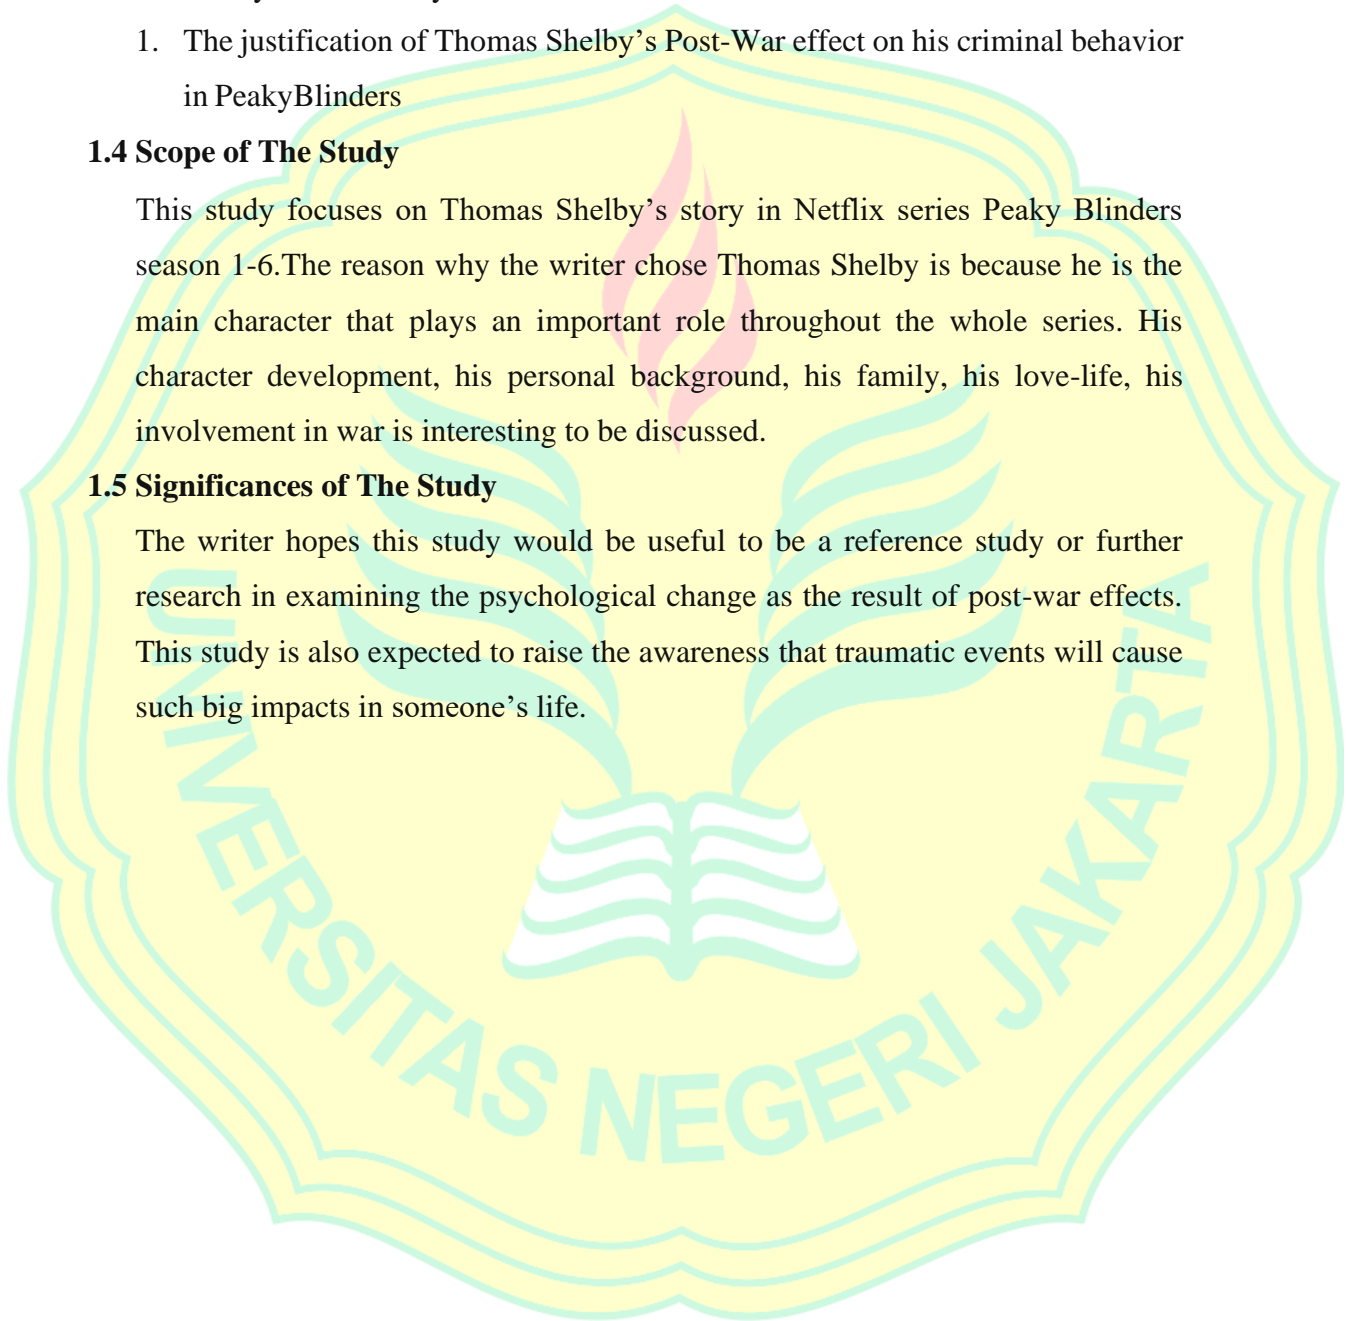 1. The justification of Thomas Shelby’s Post-War effect on his criminal behavior
in PeakyBlinders
1.4 Scope of The Study
This study focuses on Thomas Shelby’s story in Netflix series Peaky Blinders
season 1-6.The reason why the writer chose Thomas Shelby is because he is the
main character that plays an important role throughout the whole series. His
character development, his personal background, his family, his love-life, his
involvement in war is interesting to be discussed.
1.5 Significances of The Study
The writer hopes this study would be useful to be a reference study or further
research in examining the psychological change as the result of post-war effects.
This study is also expected to raise the awareness that traumatic events will cause
such big impacts in someone’s life.
UNIVERSITAS NEGERI JAKARTA